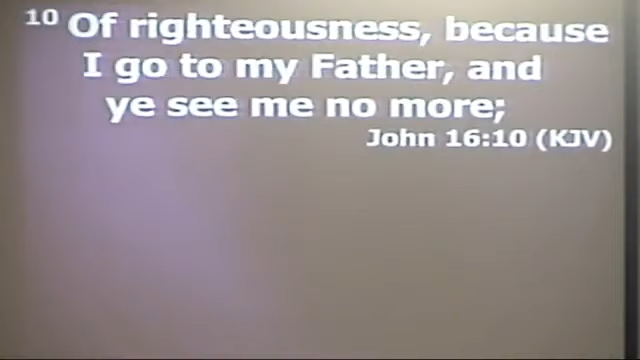 10 Of righteousness, because
I go to my Father, and
ye see me no more;
John 16:10 (KJV)